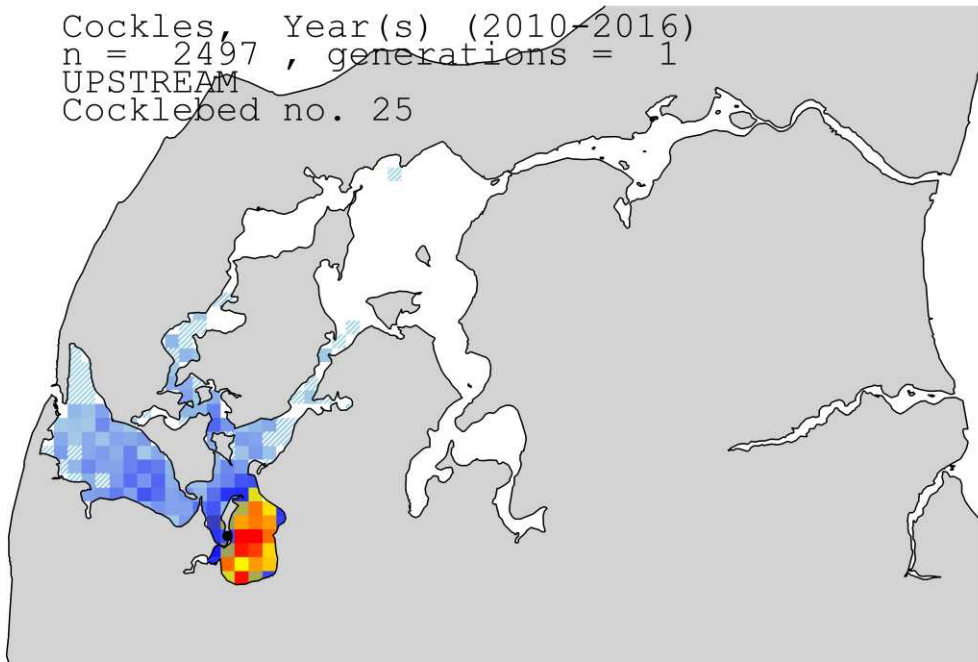 Cockles, Year(s) (2010-2016)
n = 2497 , generations = 1
UPSTREAM
Cocklebed no. 25